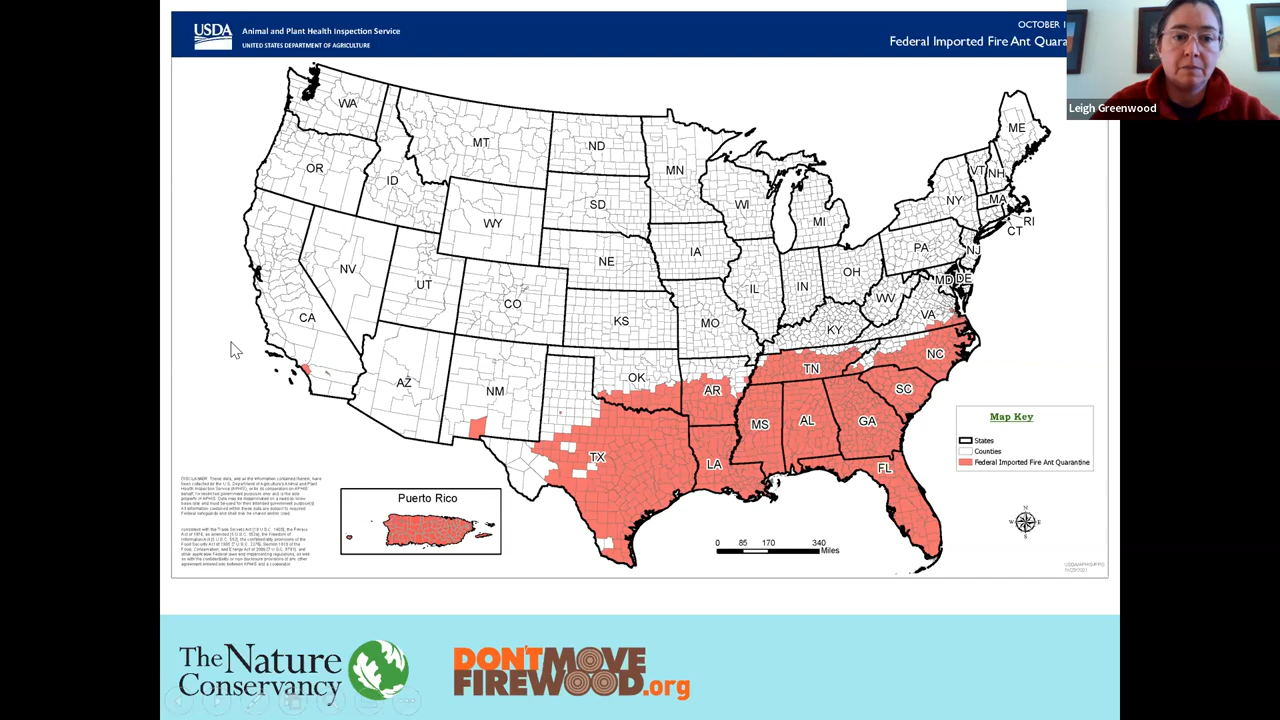 USDA
Animal and Plant Health Inspection Service
UNITED STATES DEPARTMENT OF AGRICULTURE
OCTOBER
Federal Imported Fire Ant
Leigh Greenwood
WA
MT
ND
MN
ME
OR
ID
SD
WI
MI
VT
NH
NY
MA
RI
CT
WY
IA
PA
NJ
NV
UT
CO
NE
IL
IN
OH
MD
DE
WV
VA
CA
KS
MO
KY
AZ
NM
OK
AR
TN
NC
SC
TX
LA
MS
AL
GA
FL
Map Key
States
Counties
Federal Imported Fire Ant Quarantine
Puerto Rico
N
E
S
0 85 170 340
Miles
The Nature
Conservancy
DONTMOVE
FIREWOOD.org